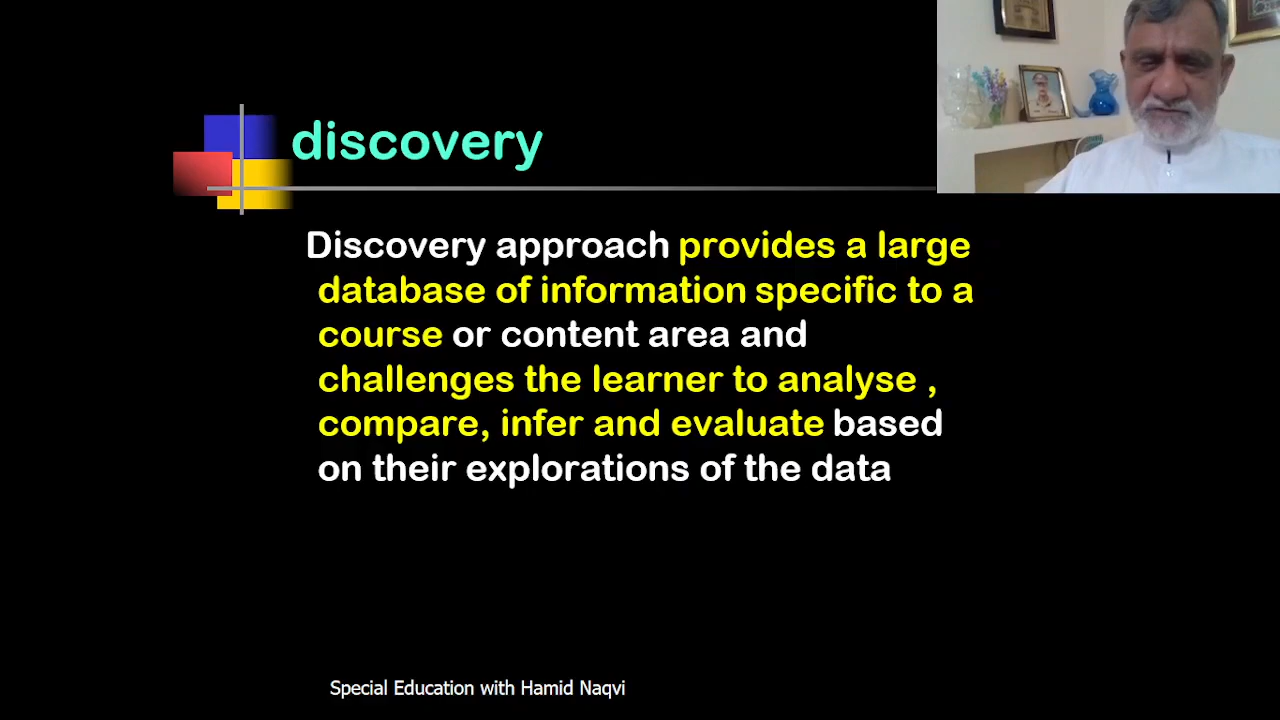 discovery
Discovery approach provides a large
database of information specific to a
course or content area and
challenges the learner to analyse ,
compare, infer and evaluate based
on their explorations of the data
Special Education with Hamid Naqvi